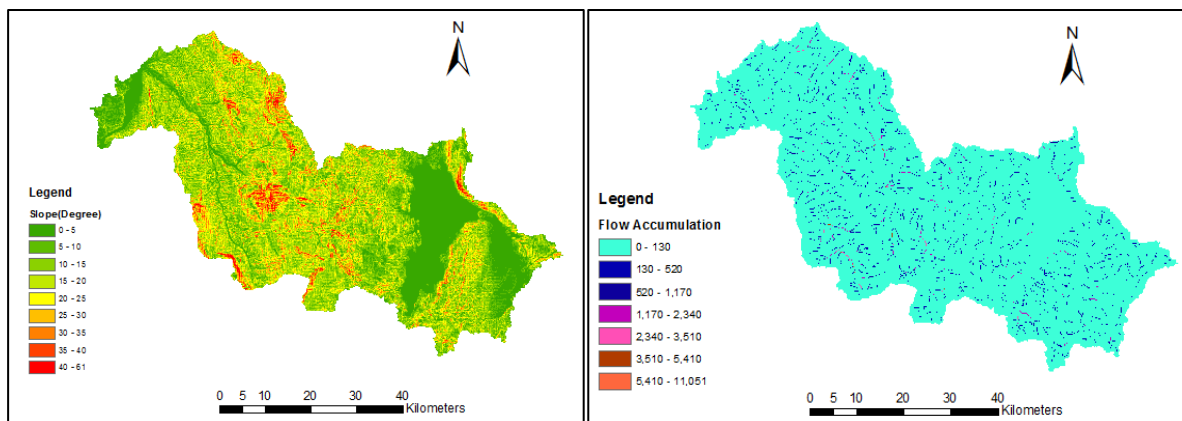 N
Legend
Slope(Degree)
0 - 5
5 - 10
10 - 15
15 - 20
20 - 25
25 - 30
30 - 35
35 - 40
40 - 61
0 5 10 20 30 40
Kilometers
N
Legend
Flow Accumulation
0 - 130
130 - 520
520 - 1,170
1,170 - 2,340
2,340 - 3,510
3,510 - 5,410
5,410 - 11,051
0 5 10 20 30 40
Kilometers